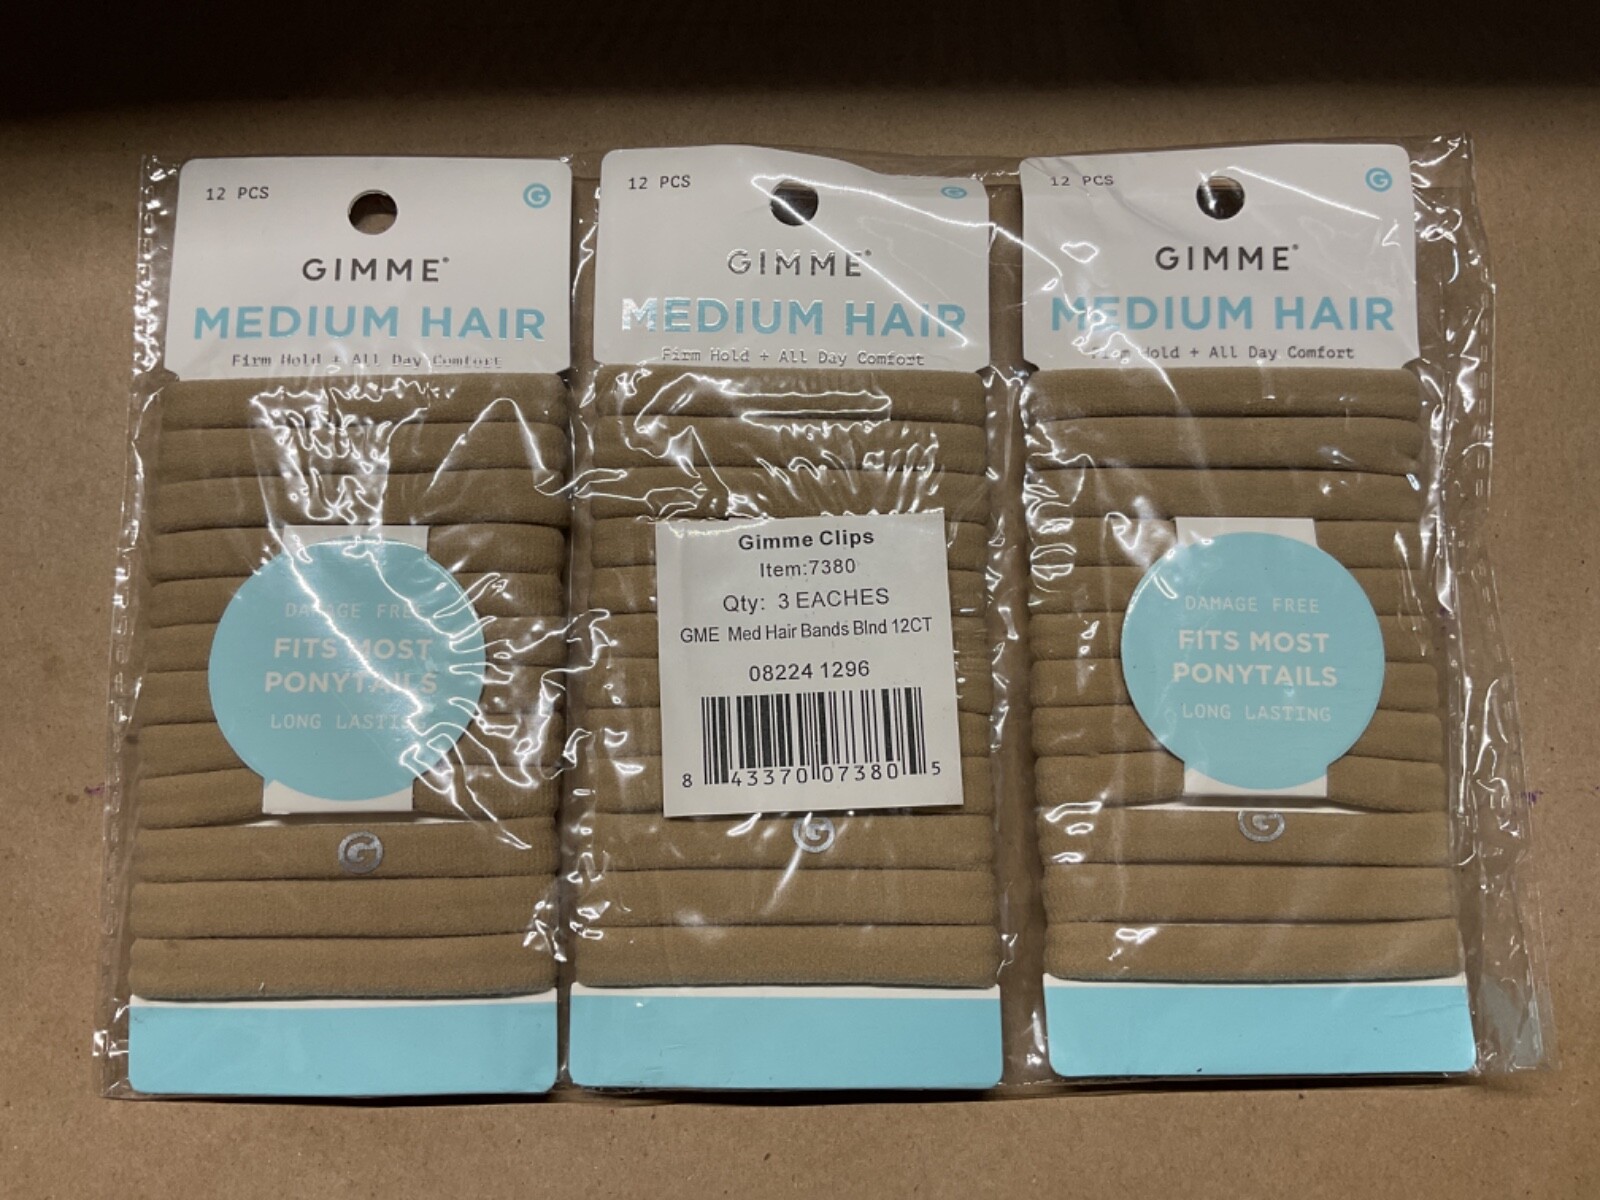 12 PCS
G
GIMME®
MEDIUM HAIR
Firm Hold + All Day Comfort
DAMAGE FREE
FITS MOST
PONYTAILS
LONG LASTING
G
12 PCS
G
GIMME®
MEDIUM HAIR
Firm Hold + All Day Comfort
Gimme Clips
Item:7380
Qty: 3 EACHES
GME Med Hair Bands Blnd 12CT
08224 1296
8 43370 07380 5
G
12 PCS
G
GIMME®
MEDIUM HAIR
Firm Hold + All Day Comfort
DAMAGE FREE
FITS MOST
PONYTAILS
LONG LASTING
G